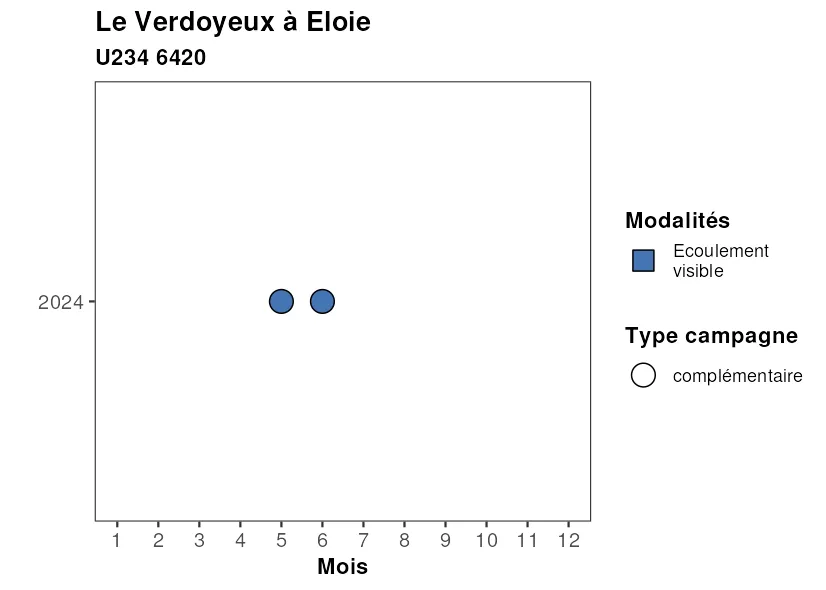 Le Verdoyeux à Eloie
U234 6420
Modalités
Ecoulement
visible
2024
Type campagne
complémentaire
1 2 3 4 5 6 7 8 9 10 11 12
Mois